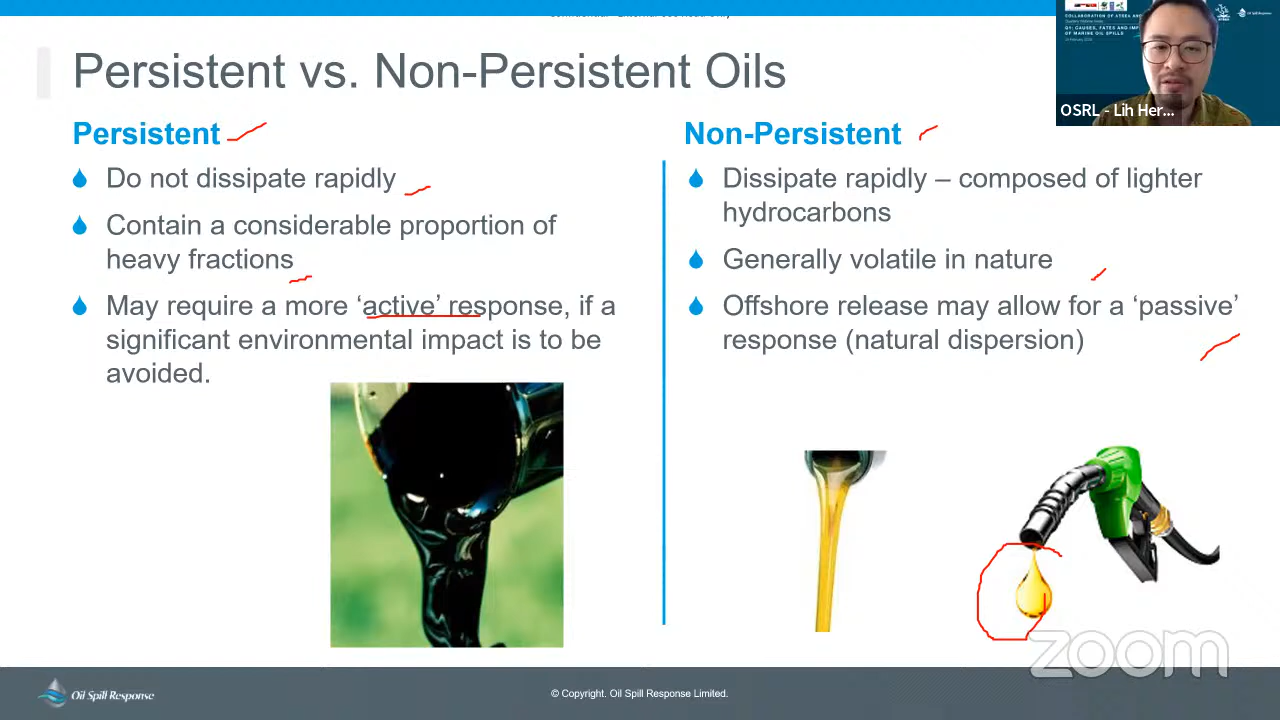 Persistent vs. Non-Persistent Oils
Persistent
Do not dissipate rapidly
Contain a considerable proportion of
heavy fractions
May require a more ‘active’ response, if a
significant environmental impact is to be
avoided.
Non-Persistent
Dissipate rapidly – composed of lighter
hydrocarbons
Generally volatile in nature
Offshore release may allow for a ‘passive’
response (natural dispersion)
OSRL - Lih Her...
zoom
Oil Spill Response
© Copyright. Oil Spill Response Limited.